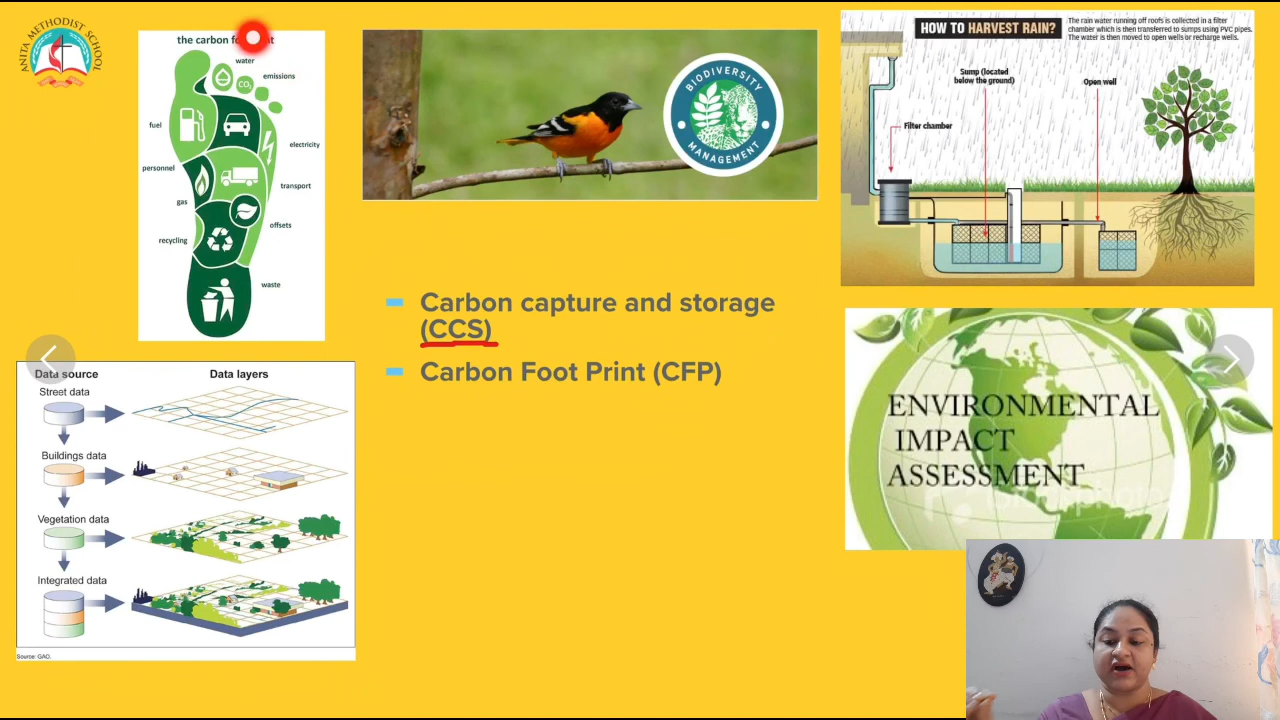 ANITA METHODIST SCHOOL
the carbon
water
CO2
emissions
fuel
electricity
personnel
transport
gas
offsets
recycling
waste
BIODIVERSITY
MANAGEMENT
HOW TO HARVEST RAIN?
The rain water running off roofs is collected in a filter
chamber which is then transferred to sumps using PVC pipes.
The water is then moved to open wells or recharge wells.
Sump (located
below the ground)
Open well
Filter chamber
Carbon capture and storage
(CCS)
Carbon Foot Print (CFP)
Data source
Data layers
Street data
Buildings data
Vegetation data
Integrated data
Source: GAO.
ENVIRONMENTAL
IMPACT
ASSESSMENT